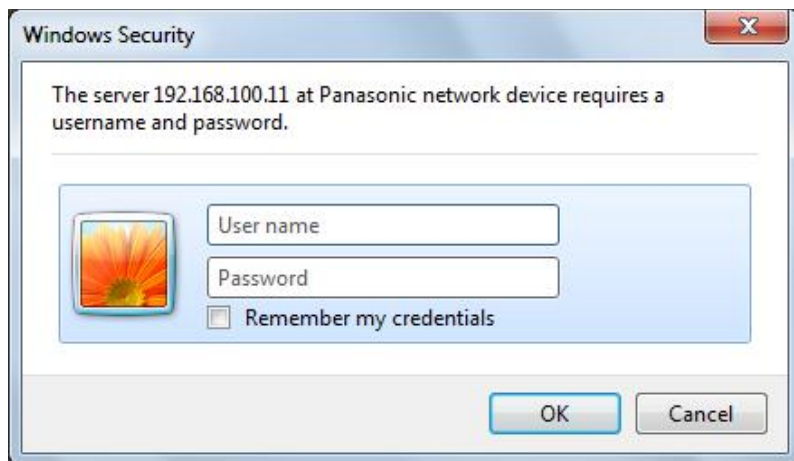 Windows Security
The server 192.168.100.11 at Panasonic network device requires a
username and password.
User name
Password
Remember my credentials
OK
Cancel